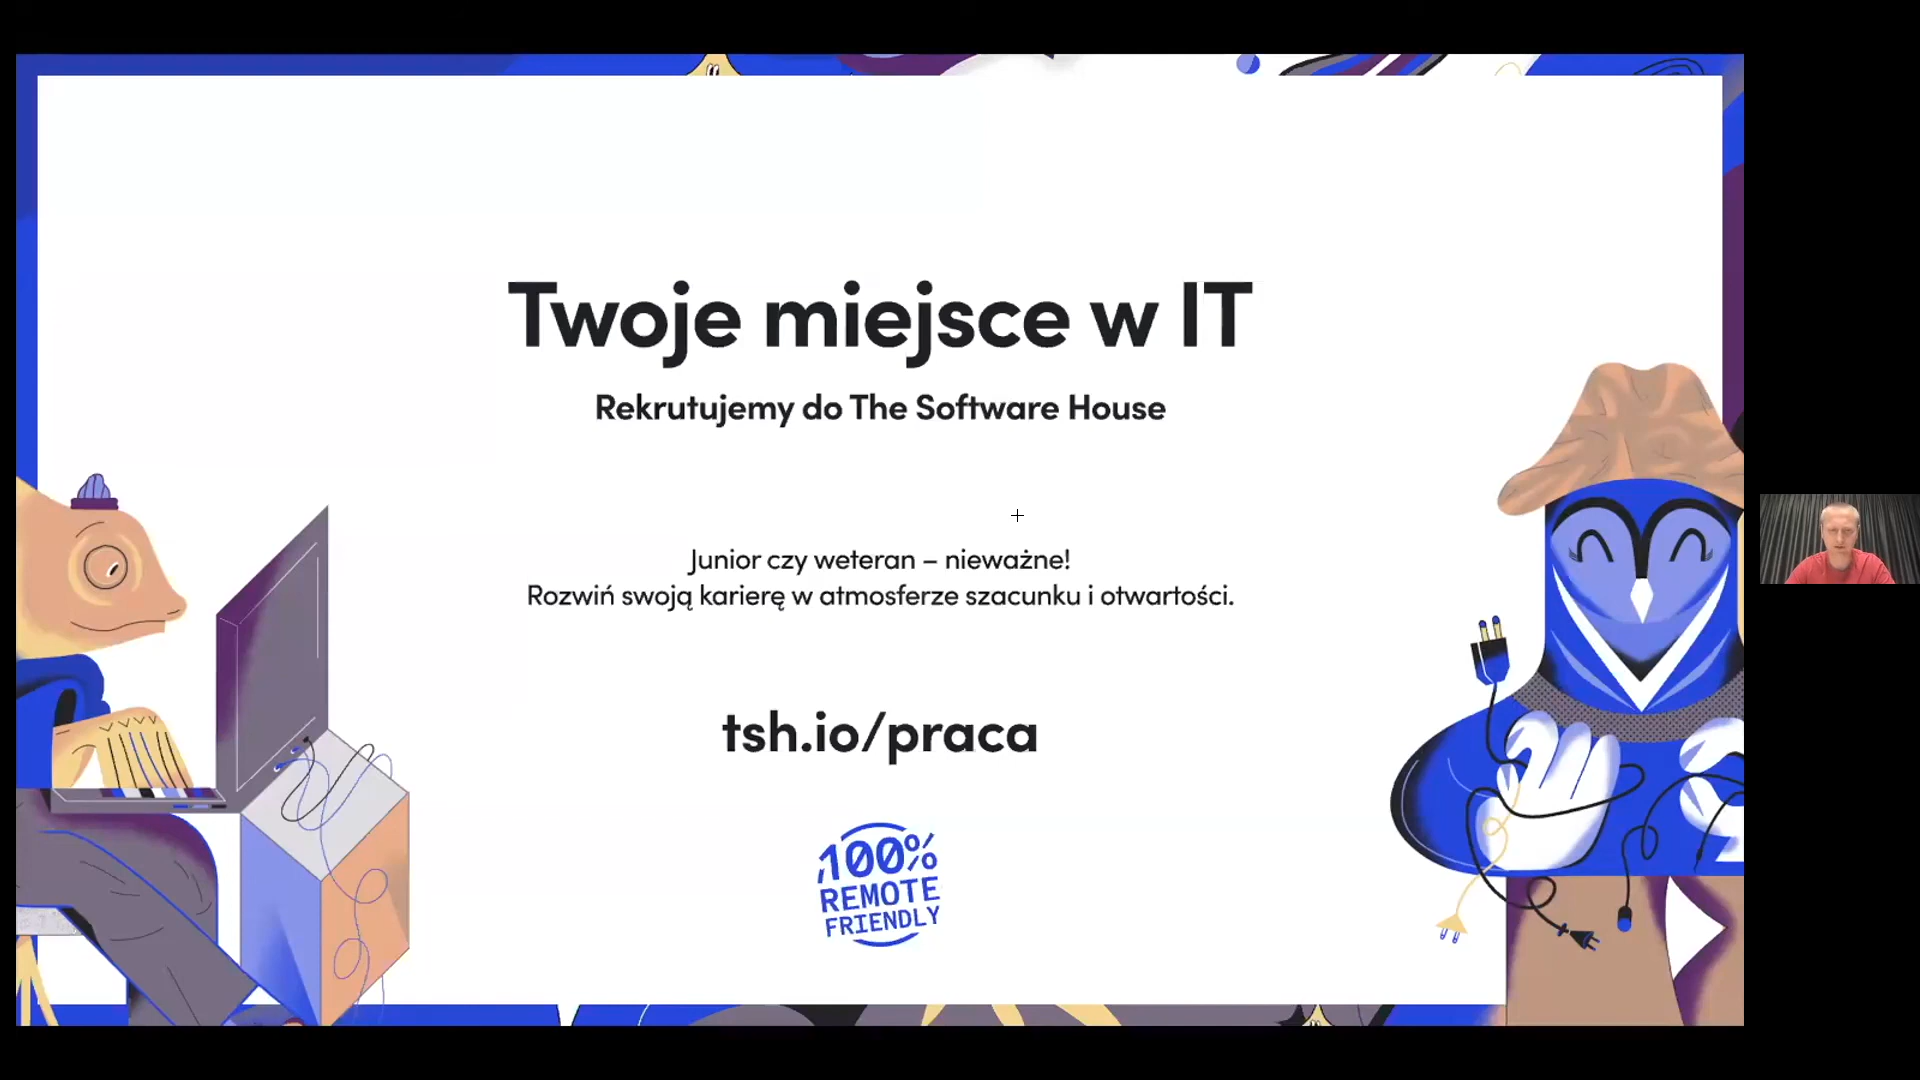 Twoje miejsce w IT
Rekrutujemy do The Software House
Junior czy weteran – nieważne!
Rozwiń swoją karierę w atmosferze szacunku i otwartości.
tsh.io/praca
100%
REMOTE
FRIENDLY